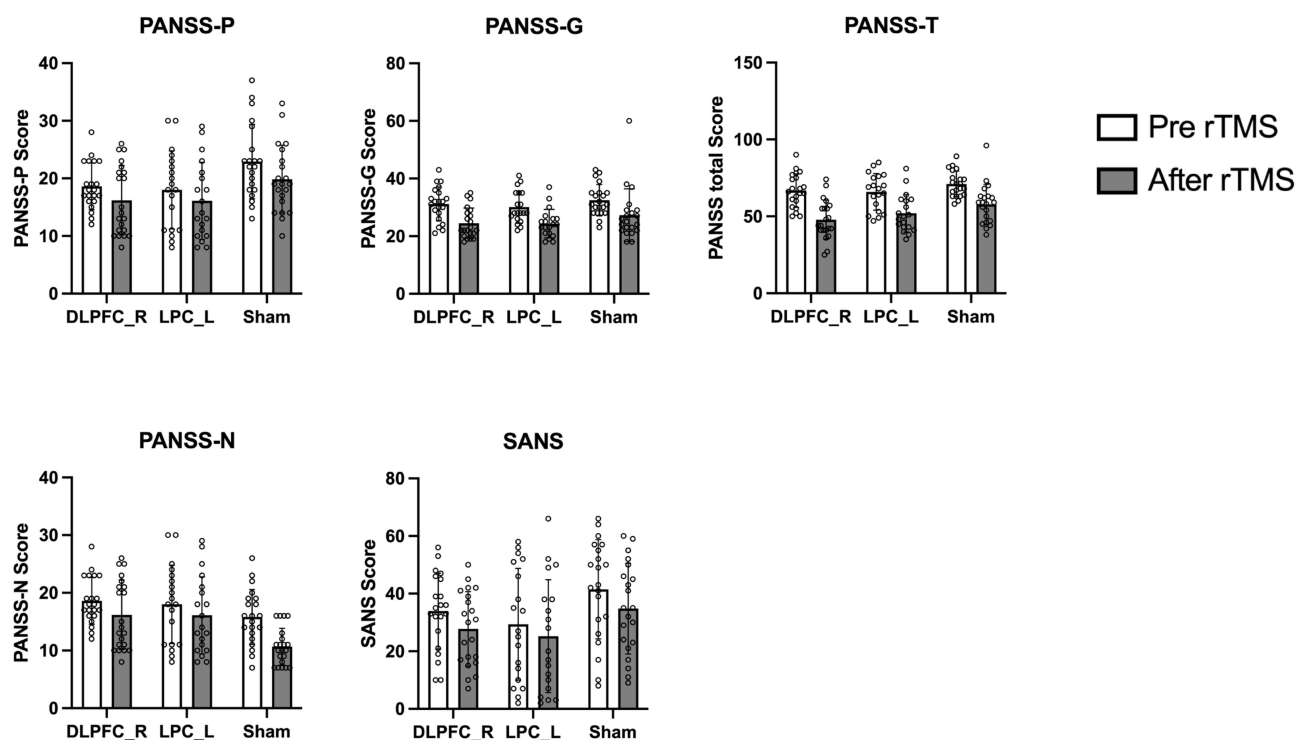 PANSS-P
PANSS-P Score
40
30
20
10
0
DLPFC_R LPC_L Sham
PANSS-G
PANSS-G Score
80
60
40
20
0
DLPFC_R LPC_L Sham
PANSS-T
PANSS total Score
150
100
50
0
DLPFC_R LPC_L Sham
Pre rTMS
After rTMS
PANSS-N
PANSS-N Score
40
30
20
10
0
DLPFC_R LPC_L Sham
SANS
SANS Score
80
60
40
20
0
DLPFC_R LPC_L Sham